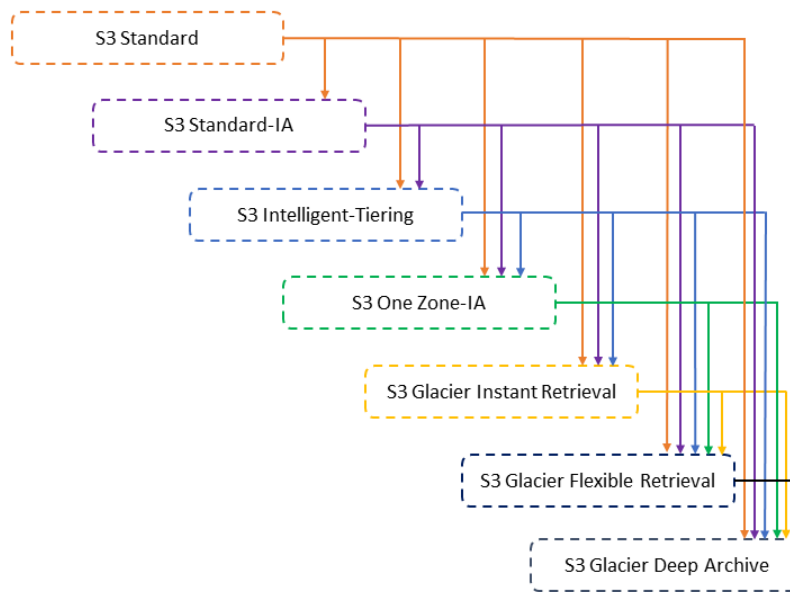 S3 Standard
S3 Standard-IA
S3 Intelligent-Tiering
S3 One Zone-IA
S3 Glacier Instant Retrieval
S3 Glacier Flexible Retrieval
S3 Glacier Deep Archive